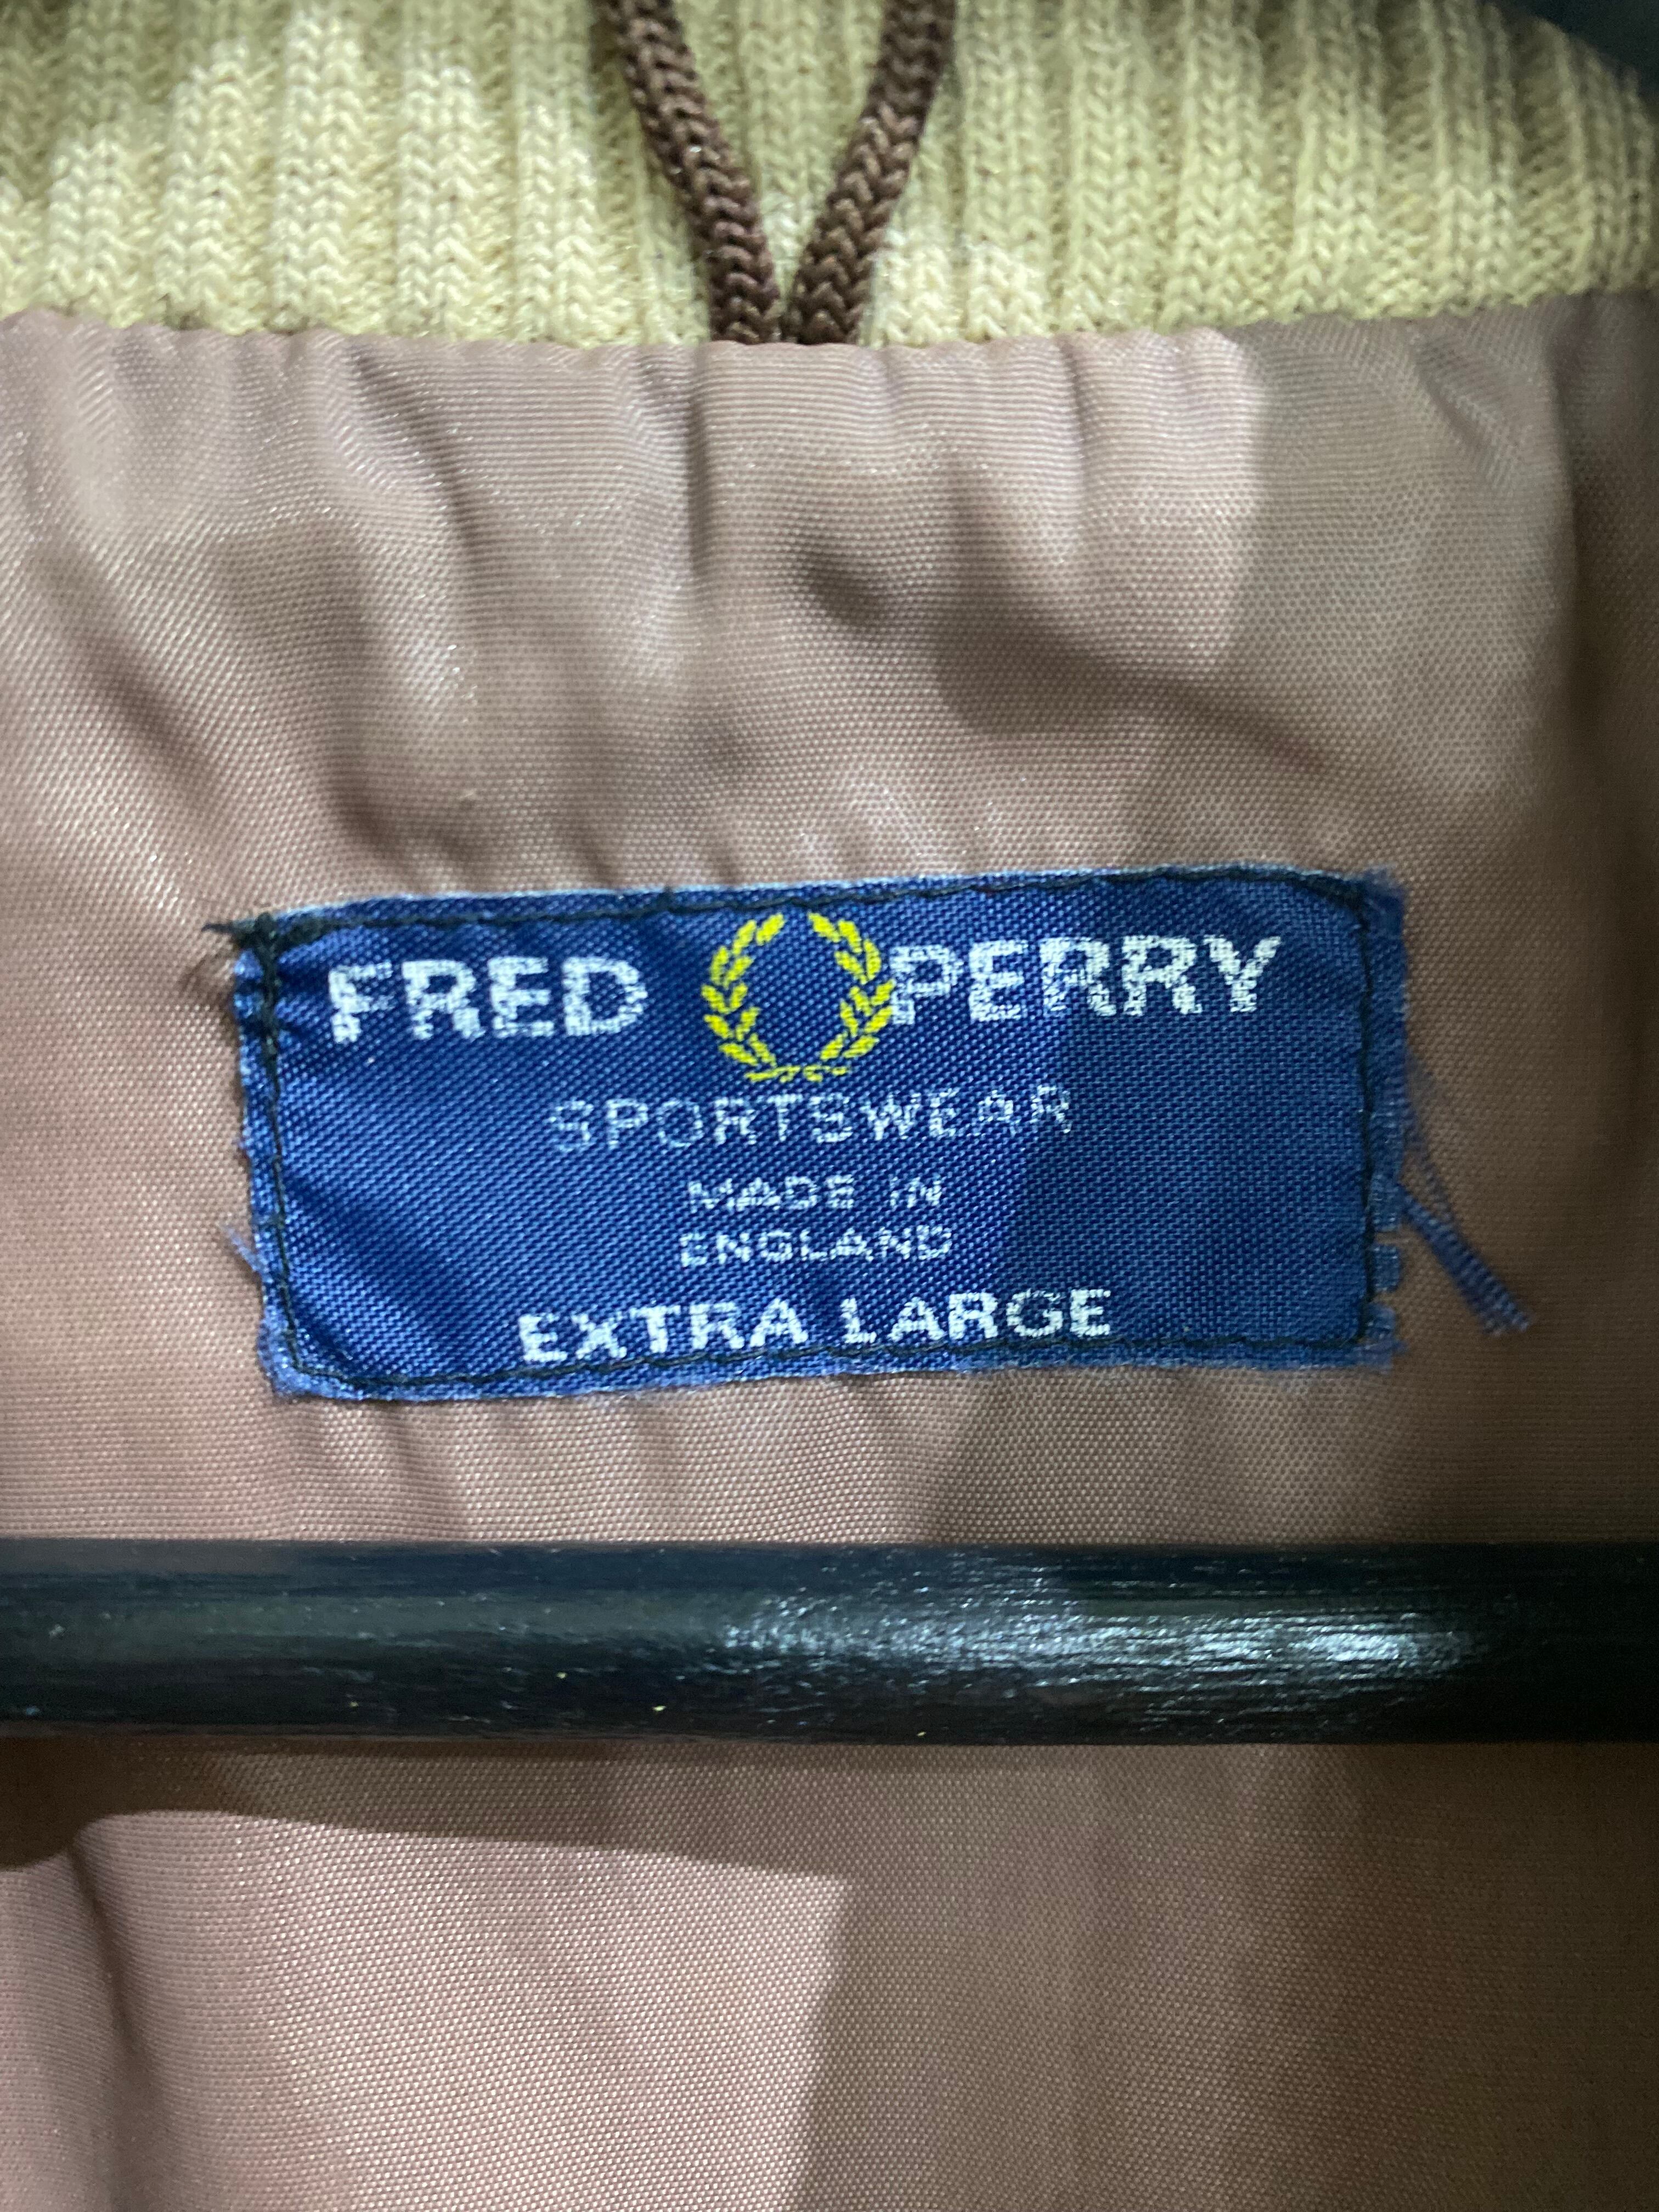 FRED PERRY
SPORTSWEAR
MADE IN
ENGLAND
EXTRA LARGE